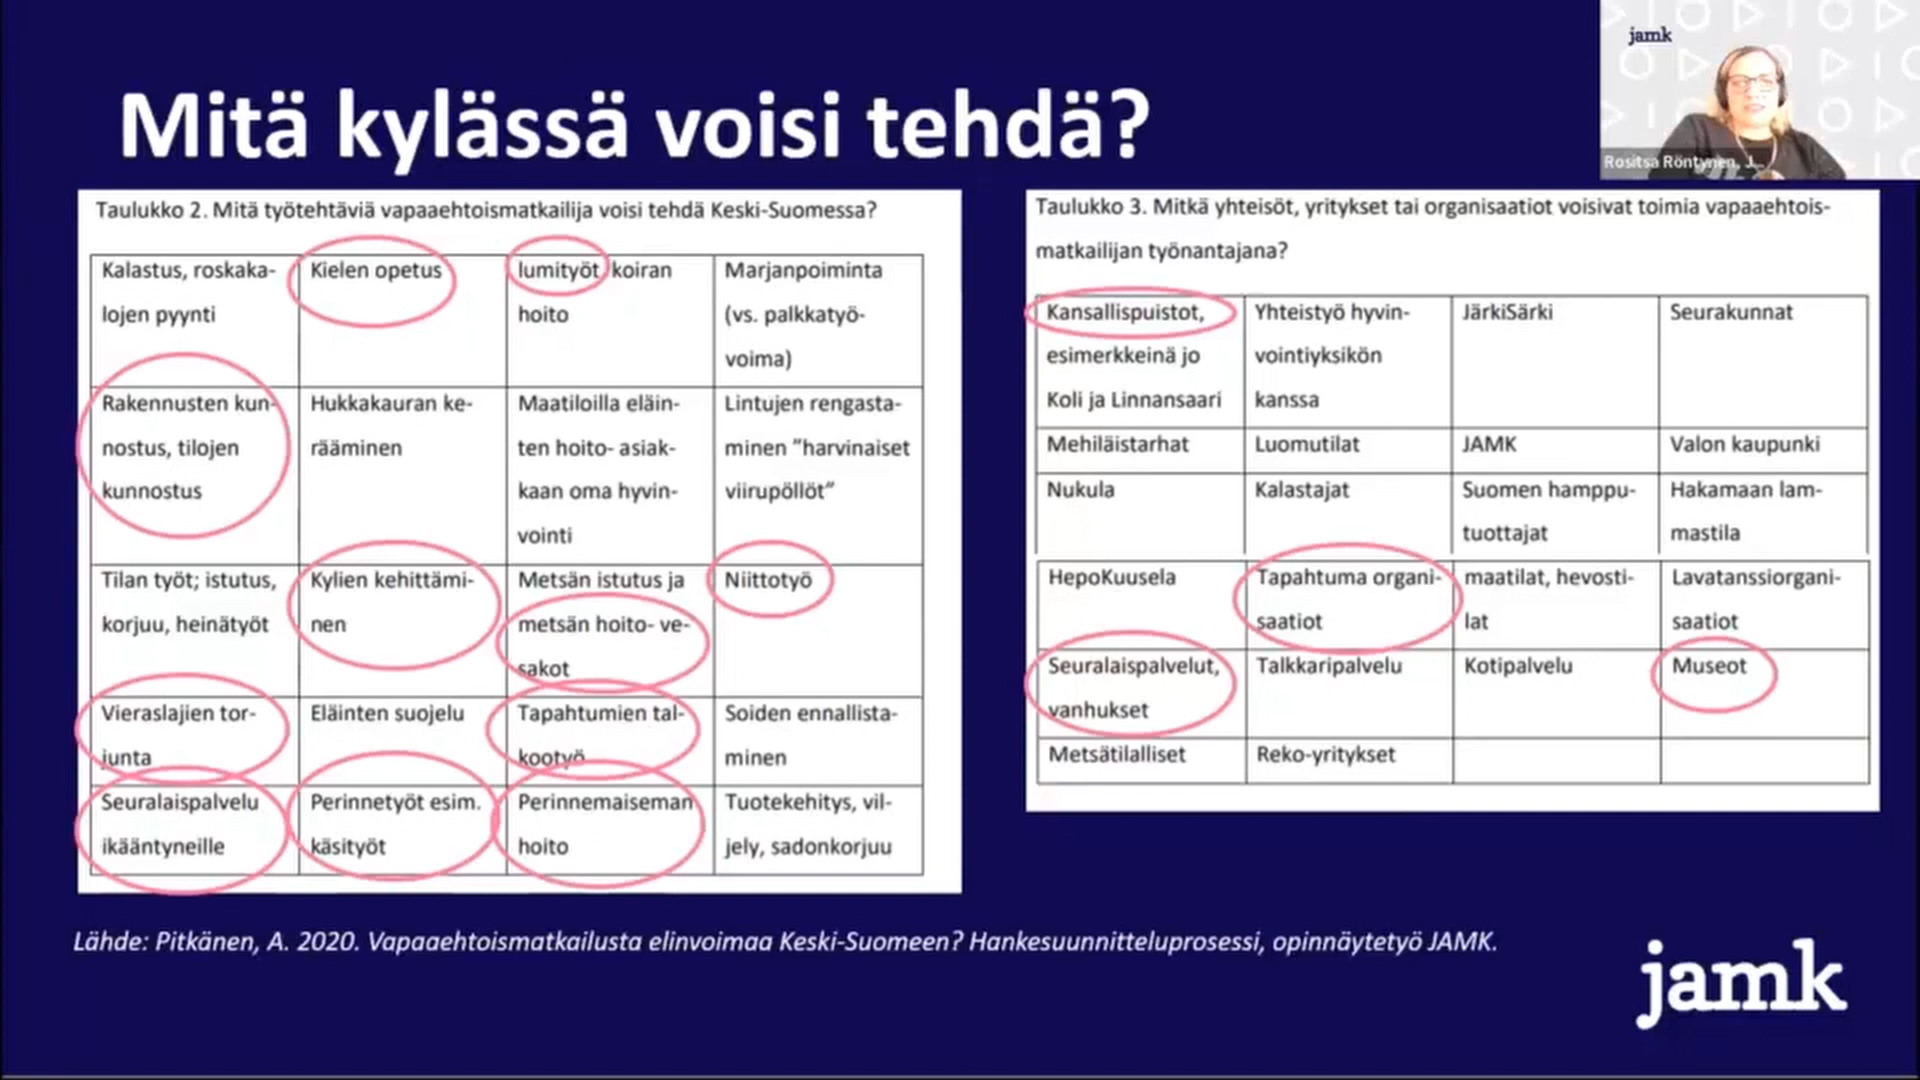 jamk
Rositsa Röntynen, J...
Mitä kylässä voisi tehdä?
Taulukko 2. Mitä työtehtäviä vapaaehtoismatkailija voisi tehdä Keski-Suomessa?
Kalastus, roskaka-
lojen pyynti
Kielen opetus
lumityöt, koiran
hoito
Marjanpoiminta
(vs. palkkatyö-
voima)
Rakennusten kun-
nostus, tilojen
kunnostus
Hukkakauran ke-
rääminen
Maatiloilla eläin-
ten hoito- asiak-
kaan oma hyvin-
vointi
Lintujen rengasta-
minen "harvinaiset
viirupöllöt"
Tilan työt; istutus,
korjuu, heinätyöt
Kylien kehittämi-
nen
Metsän istutus ja
metsän hoito- ve-
sakot
Niittotyö
Vieraslajien tor-
junta
Eläinten suojelu
Tapahtumien tal-
kootyö
Soiden ennallista-
minen
Seuralaispalvelu
ikääntyneille
Perinnetyöt esim.
käsityöt
Perinnemaiseman
hoito
Tuotekehitys, vil-
jely, sadonkorjuu
Taulukko 3. Mitkä yhteisöt, yritykset tai organisaatiot voisivat toimia vapaaehtois-
matkailijan työnantajana?
Kansallispuistot,
esimerkkeinä jo
Koli ja Linnansaari
Yhteistyö hyvin-
vointiyksikön
kanssa
JärkiSärki
Seurakunnat
Mehiläistarhat
Luomutilat
JAMK
Valon kaupunki
Nukula
Kalastajat
Suomen hamppu-
tuottajat
Hakamaan lam-
mastila
HepoKuusela
Tapahtuma organi-
saatiot
maatilat, hevosti-
lat
Lavatanssiorgani-
saatiot
Seuralaispalvelut,
vanhukset
Talkkaripalvelu
Kotipalvelu
Museot
Metsätilalliset
Reko-yritykset
Lähde: Pitkänen, A. 2020. Vapaaehtoismatkailusta elinvoimaa Keski-Suomeen? Hankesuunnitteluprosessi, opinnäytetyö JAMK.
jamk